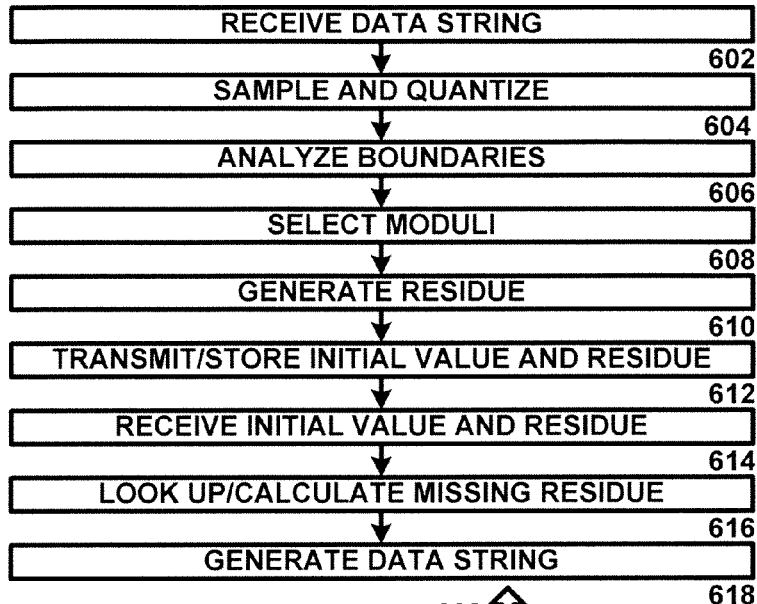 RECEIVE DATA STRING
602
SAMPLE AND QUANTIZE
604
ANALYZE BOUNDARIES
606
SELECT MODULI
608
GENERATE RESIDUE
610
TRANSMIT/STORE INITIAL VALUE AND RESIDUE
612
RECEIVE INITIAL VALUE AND RESIDUE
614
LOOK UP/CALCULATE MISSING RESIDUE
616
GENERATE DATA STRING
618